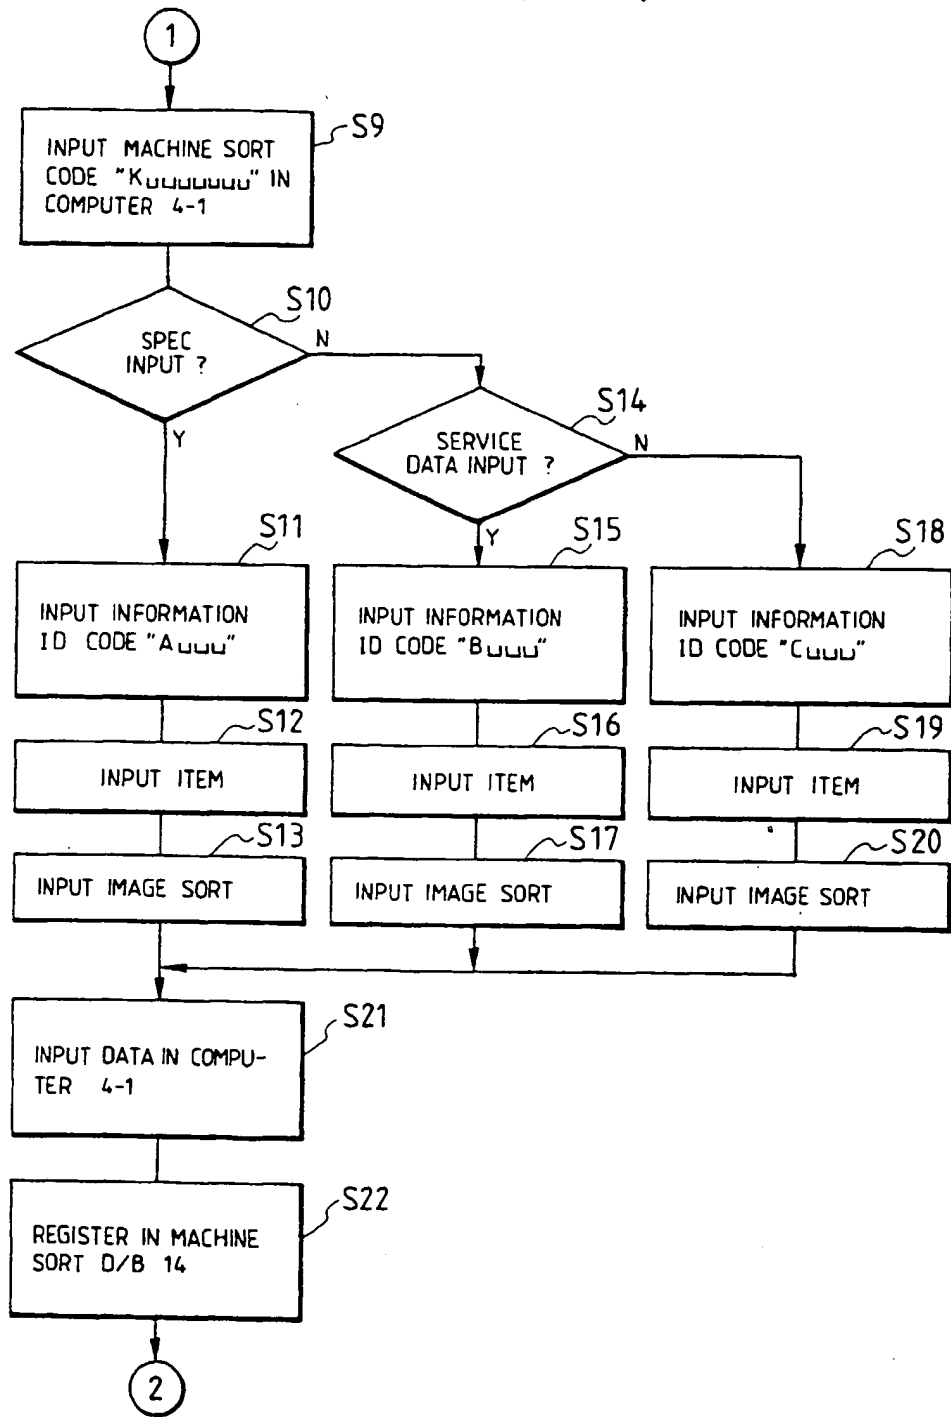 1
S9
INPUT MACHINE SORT
CODE "K␣␣␣␣␣␣␣" IN
COMPUTER 4-1
S10
SPEC
INPUT ?
N
Y
S14
SERVICE
DATA INPUT ?
N
Y
S11
INPUT INFORMATION
ID CODE "A␣␣␣"
S15
INPUT INFORMATION
ID CODE "B␣␣␣"
S18
INPUT INFORMATION
ID CODE "C␣␣␣"
S12
INPUT ITEM
S16
INPUT ITEM
S19
INPUT ITEM
S13
INPUT IMAGE SORT
S17
INPUT IMAGE SORT
S20
INPUT IMAGE SORT
S21
INPUT DATA IN COMPU-
TER 4-1
S22
REGISTER IN MACHINE
SORT D/B 14
2